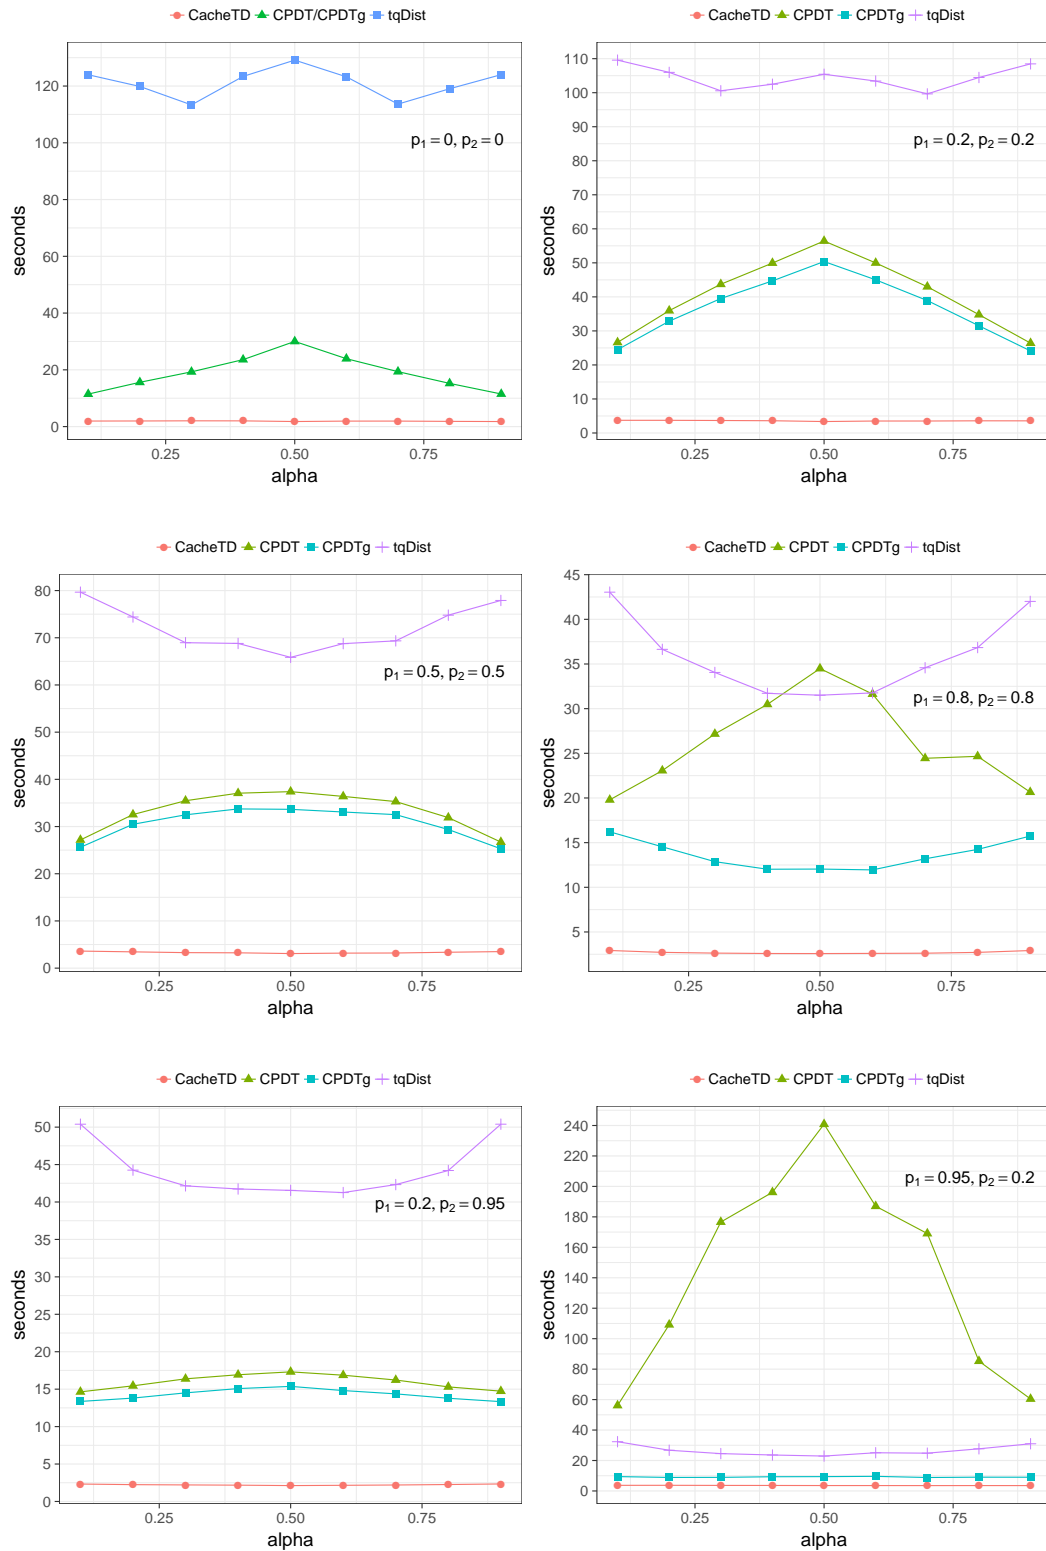 CacheTD CPDT/CPDTg tqDist
120
100
80
60
40
20
0
seconds
p1 = 0, p2 = 0
0.25 0.50 0.75
alpha
CacheTD CPDT CPDTg tqDist
110
100
90
80
70
60
50
40
30
20
10
0
seconds
p1 = 0.2, p2 = 0.2
0.25 0.50 0.75
alpha
CacheTD CPDT CPDTg tqDist
80
70
60
50
40
30
20
10
0
seconds
p1 = 0.5, p2 = 0.5
0.25 0.50 0.75
alpha
CacheTD CPDT CPDTg tqDist
45
40
35
30
25
20
15
10
5
seconds
p1 = 0.8, p2 = 0.8
0.25 0.50 0.75
alpha
CacheTD CPDT CPDTg tqDist
50
45
40
35
30
25
20
15
10
5
0
seconds
p1 = 0.2, p2 = 0.95
0.25 0.50 0.75
alpha
CacheTD CPDT CPDTg tqDist
240
220
200
180
160
140
120
100
80
60
40
20
0
seconds
p1 = 0.95, p2 = 0.2
0.25 0.50 0.75
alpha